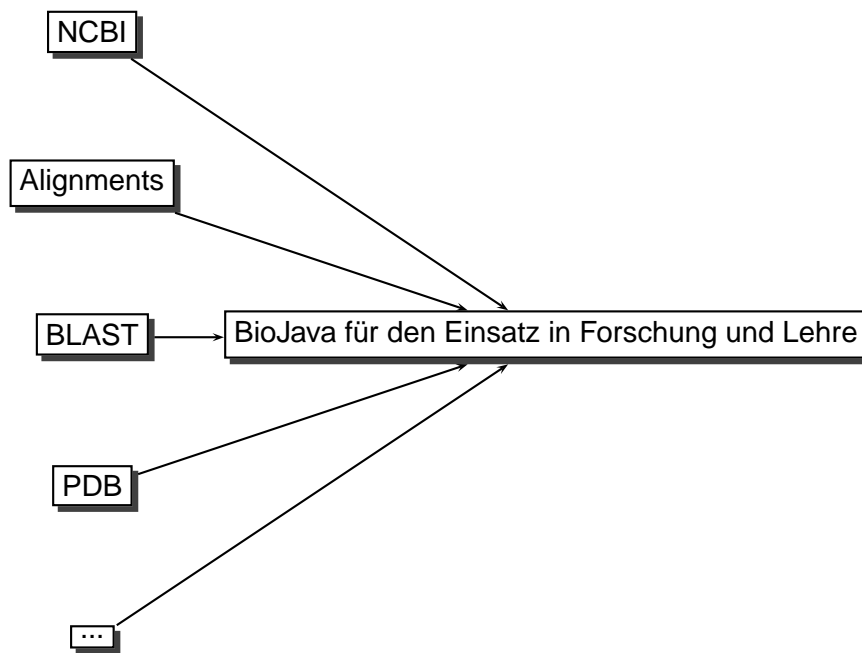 NCBI
Alignments
BLAST
BioJava für den Einsatz in Forschung und Lehre
PDB
...